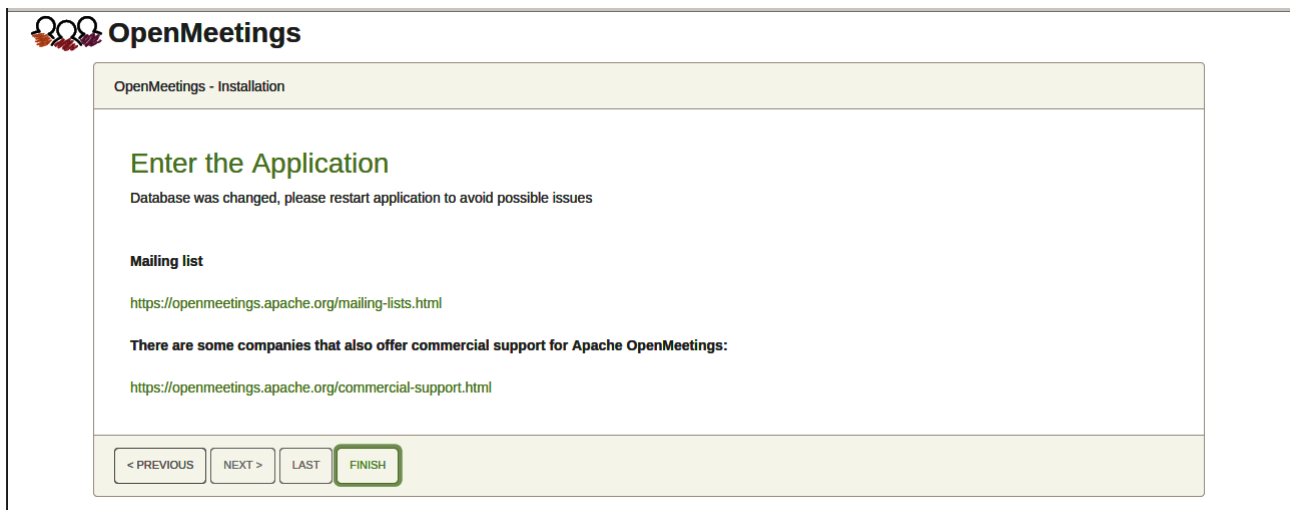 OpenMeetings
OpenMeetings - Installation
Enter the Application
Database was changed, please restart application to avoid possible issues
Mailing list
https://openmeetings.apache.org/mailing-lists.html
There are some companies that also offer commercial support for Apache OpenMeetings:
https://openmeetings.apache.org/commercial-support.html
< PREVIOUS NEXT > LAST FINISH